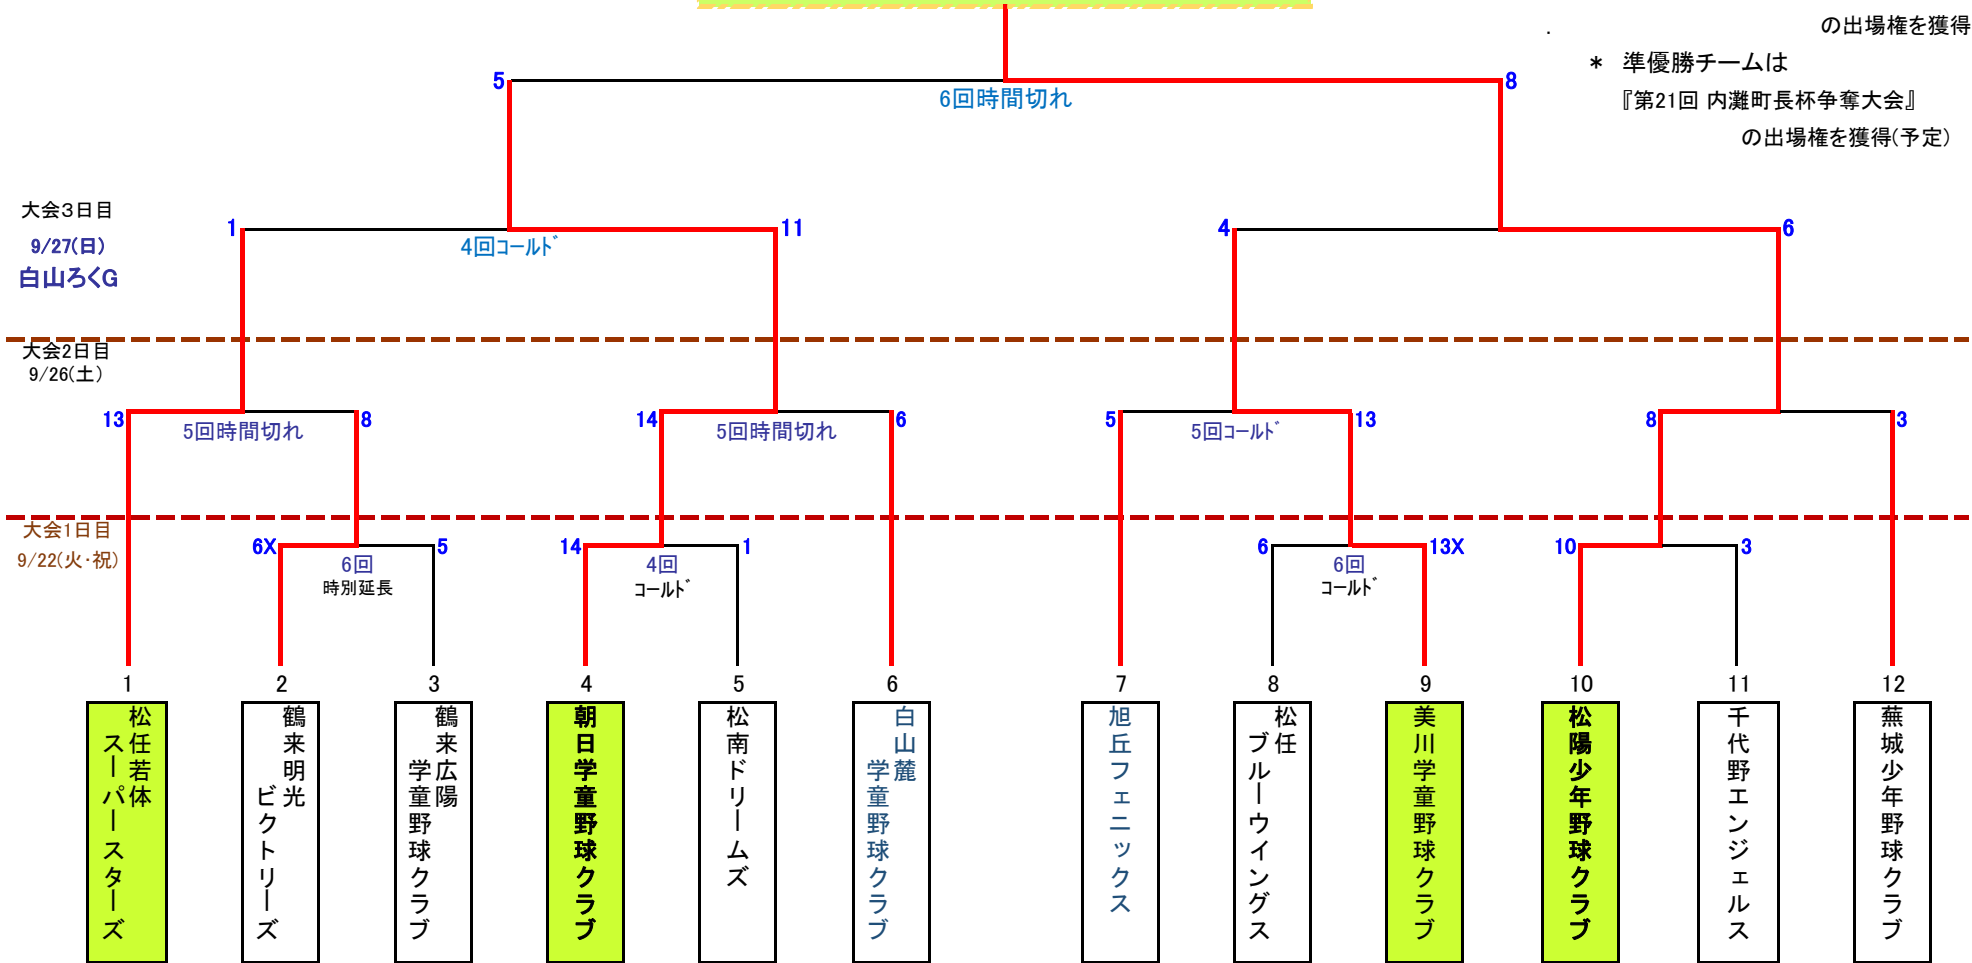 の出場権を獲得
.
* 準優勝チームは
『第21回 内灘町長杯争奪大会』
の出場権を獲得(予定)
5
8
6回時間切れ
大会3日目
9/27(日)
白山ろくG
1
11
4回コールド
4
6
大会2日目
9/26(土)
13
8
5回時間切れ
14
6
5回時間切れ
5
13
5回コールド
8
3
大会1日目
9/22(火・祝)
6X
5
6回
時別延長
14
1
4回
コールド
6
13X
6回
コールド
10
3
1
2
3
4
5
6
7
8
9
10
11
12
松任若体
スーパースターズ
鶴来明光
ビクトリーズ
鶴来広陽
学童野球クラブ
朝日学童野球クラブ
松南ドリームズ
白山麓
学童野球クラブ
旭丘フェニックス
松任
ブルーウイングス
美川学童野球クラブ
松陽少年野球クラブ
千代野エンジェルス
蕪城少年野球クラブ